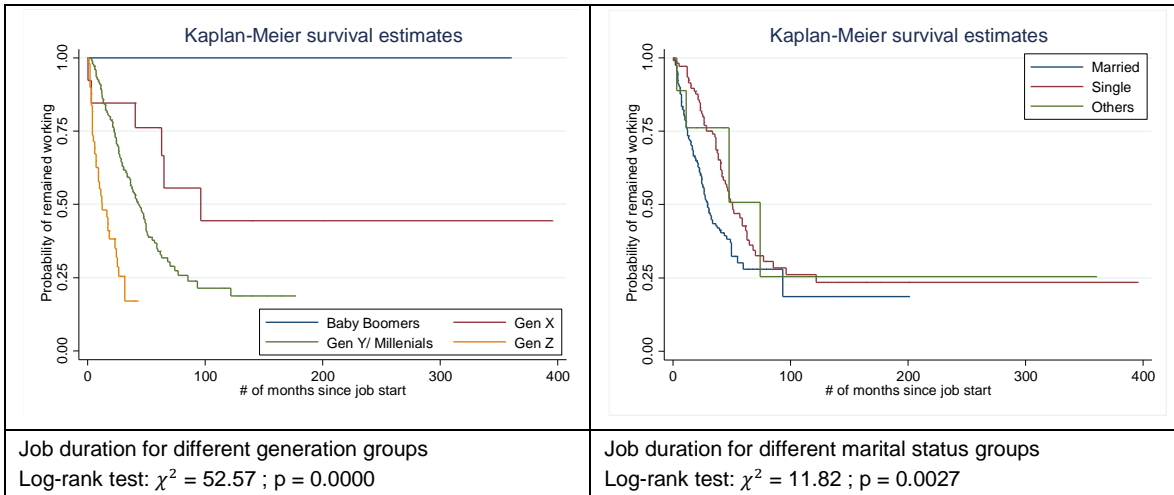 Kaplan-Meier survival estimates
Probability of remained working
1.00
0.75
0.50
0.25
0.00
0 100 200 300 400
# of months since job start
Baby Boomers Gen X
Gen Y/ Millenials Gen Z
Job duration for different generation groups
Log-rank test: χ² = 52.57 ; p = 0.0000
Kaplan-Meier survival estimates
Probability of remained working
1.00
0.75
0.50
0.25
0.00
0 100 200 300 400
# of months since job start
Married
Single
Others
Job duration for different marital status groups
Log-rank test: χ² = 11.82 ; p = 0.0027